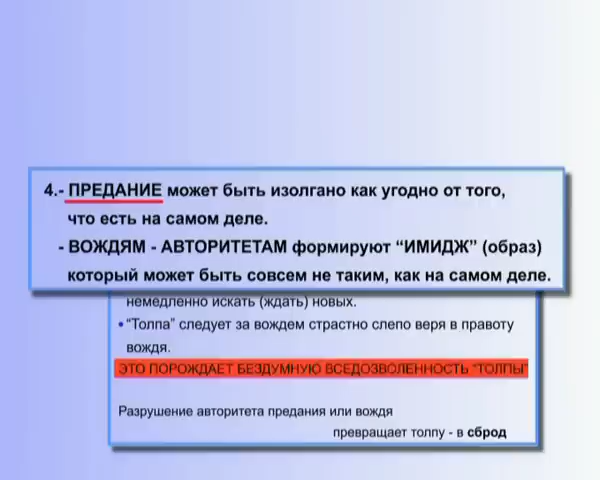 4.- ПРЕДАНИЕ может быть изолгано как угодно от того,
что есть на самом деле.
- ВОЖДЯМ - АВТОРИТЕТАМ формируют “ИМИДЖ” (образ)
который может быть совсем не таким, как на самом деле.
немедленно искать (ждать) новых.
•“Толпа” следует за вождем страстно слепо веря в правоту
вождя.
ЭТО ПОРОЖДАЕТ БЕЗДУМНУЮ ВСЕДОЗВОЛЕННОСТЬ “ТОЛПЫ”
Разрушение авторитета предания или вождя
превращает толпу - в сброд